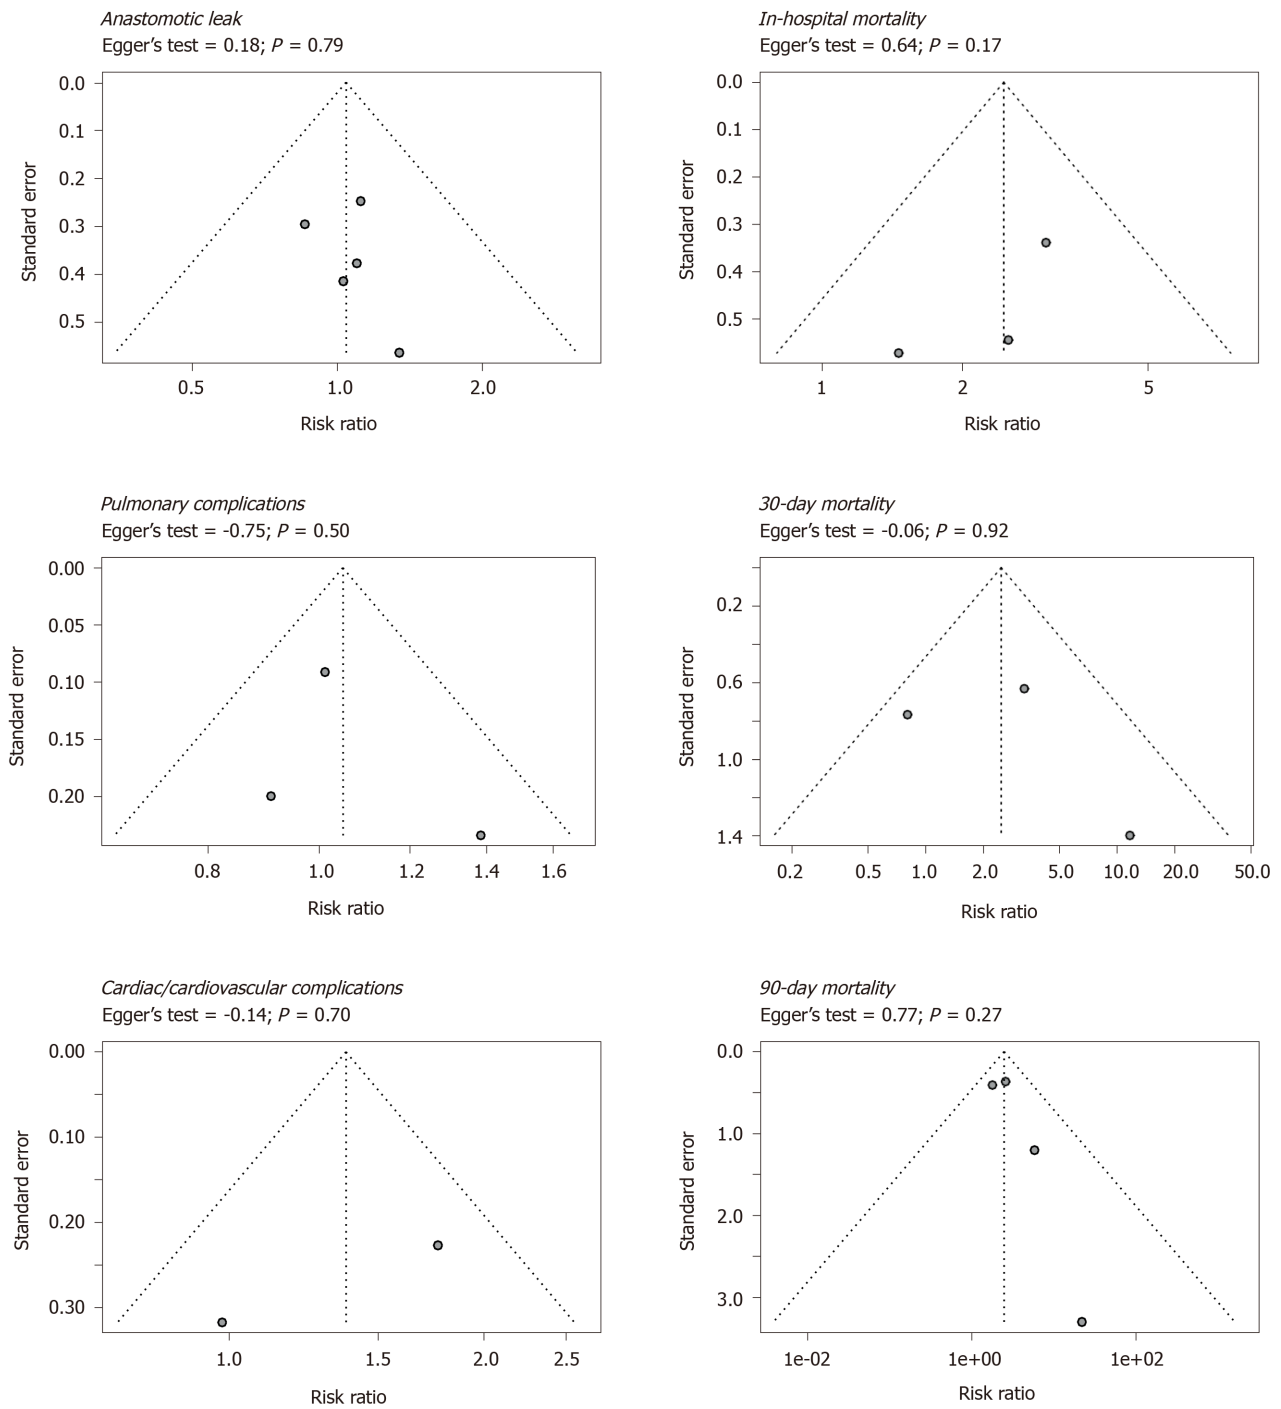 Anastomotic leak
Egger's test = 0.18; P = 0.79
Standard error
0.0
0.1
0.2
0.3
0.4
0.5
0.5 1.0 2.0
Risk ratio
In-hospital mortality
Egger's test = 0.64; P = 0.17
Standard error
0.0
0.1
0.2
0.3
0.4
0.5
1 2 5
Risk ratio
Pulmonary complications
Egger's test = -0.75; P = 0.50
Standard error
0.00
0.05
0.10
0.15
0.20
0.8 1.0 1.2 1.4 1.6
Risk ratio
30-day mortality
Egger's test = -0.06; P = 0.92
Standard error
0.2
0.6
1.0
1.4
0.2 0.5 1.0 2.0 5.0 10.0 20.0 50.0
Risk ratio
Cardiac/cardiovascular complications
Egger's test = -0.14; P = 0.70
Standard error
0.00
0.10
0.20
0.30
1.0 1.5 2.0 2.5
Risk ratio
90-day mortality
Egger's test = 0.77; P = 0.27
Standard error
0.0
1.0
2.0
3.0
1e-02 1e+00 1e+02
Risk ratio